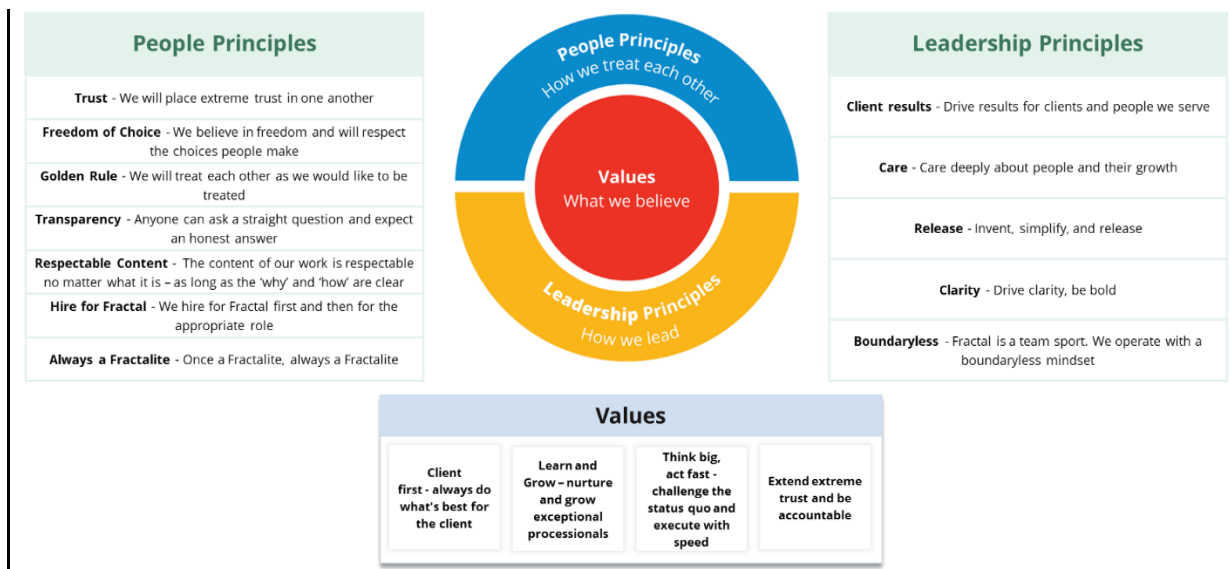 People Principles
Trust - We will place extreme trust in one another
Freedom of Choice - We believe in freedom and will respect
the choices people make
Golden Rule - We will treat each other as we would like to be
treated
Transparency - Anyone can ask a straight question and expect
an honest answer
Respectable Content - The content of our work is respectable
no matter what it is – as long as the ‘why’ and ‘how’ are clear
Hire for Fractal - We hire for Fractal first and then for the
appropriate role
Always a Fractalite - Once a Fractalite, always a Fractalite
People Principles
How we treat each other
Values
What we believe
Leadership Principles
How we lead
Leadership Principles
Client results - Drive results for clients and people we serve
Care - Care deeply about people and their growth
Release - Invent, simplify, and release
Clarity - Drive clarity, be bold
Boundaryless - Fractal is a team sport. We operate with a
boundaryless mindset
Values
Client
first - always do
what's best for
the client
Learn and
Grow – nurture
and grow
exceptional
processionals
Think big,
act fast -
challenge the
status quo and
execute with
speed
Extend extreme
trust and be
accountable